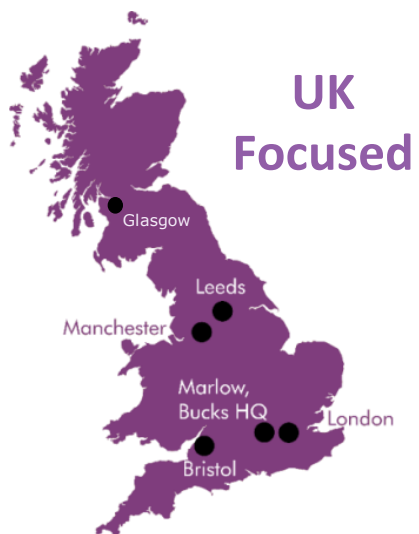 UK
Focused
Glasgow
Leeds
Manchester
Marlow,
Bucks HQ
London
Bristol